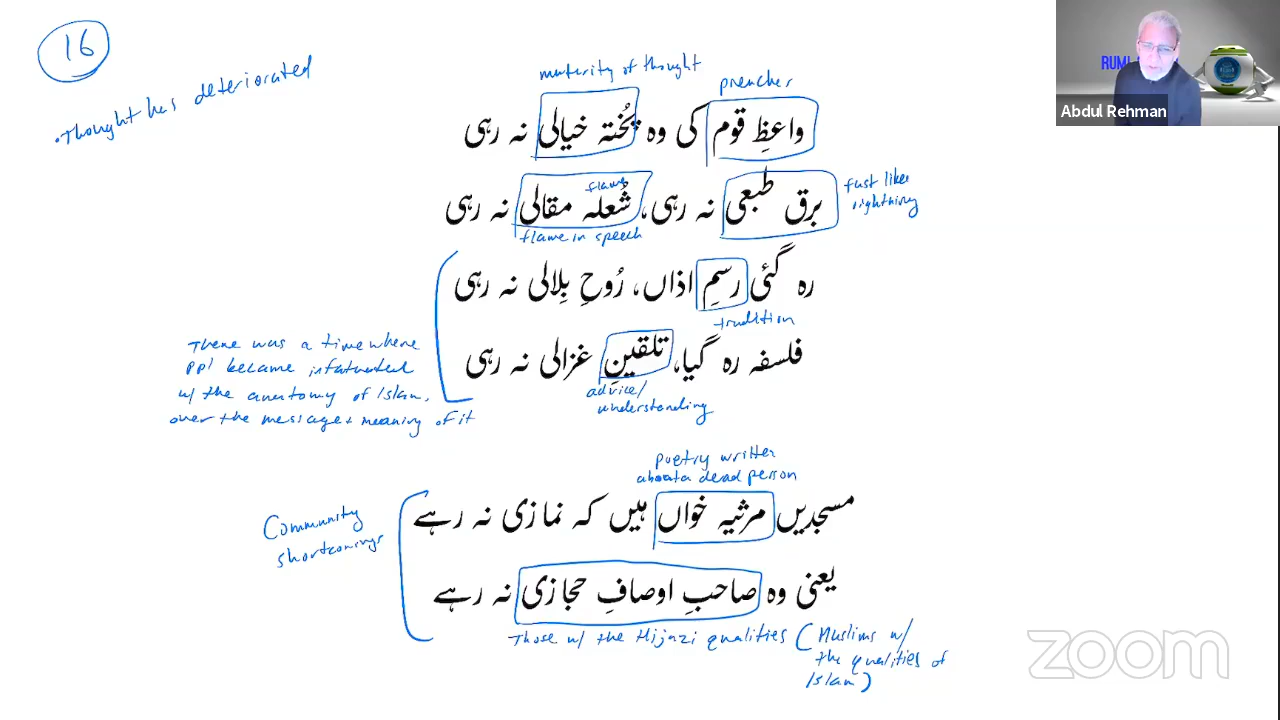 16
•Thought has deteriorated
maturity of thought
preacher
واعظِ قوم کی وہ پُختہ خیالی نہ رہی
flame
fast like lightning
برق طبعی نہ رہی، شُعلہ مقالی نہ رہی
flame in speech
رہ گئی رسمِ اذاں، رُوحِ بِلالی نہ رہی
tradition
فلسفہ رہ گیا، تلقینِ غزالی نہ رہی
advice/
understanding
There was a time where
ppl became infatuated
w/ the anatomy of Islam,
over the message + meaning of it
poetry writer
about a dead person
مسجدیں مرثیہ خواں ہیں کہ نمازی نہ رہے
Community
shortcomings
یعنی وہ صاحبِ اوصافِ حجازی نہ رہے
Those w/ the Hijazi qualities (Muslims w/
the qualities of
Islam)
RUMI
Abdul Rehman
zoom